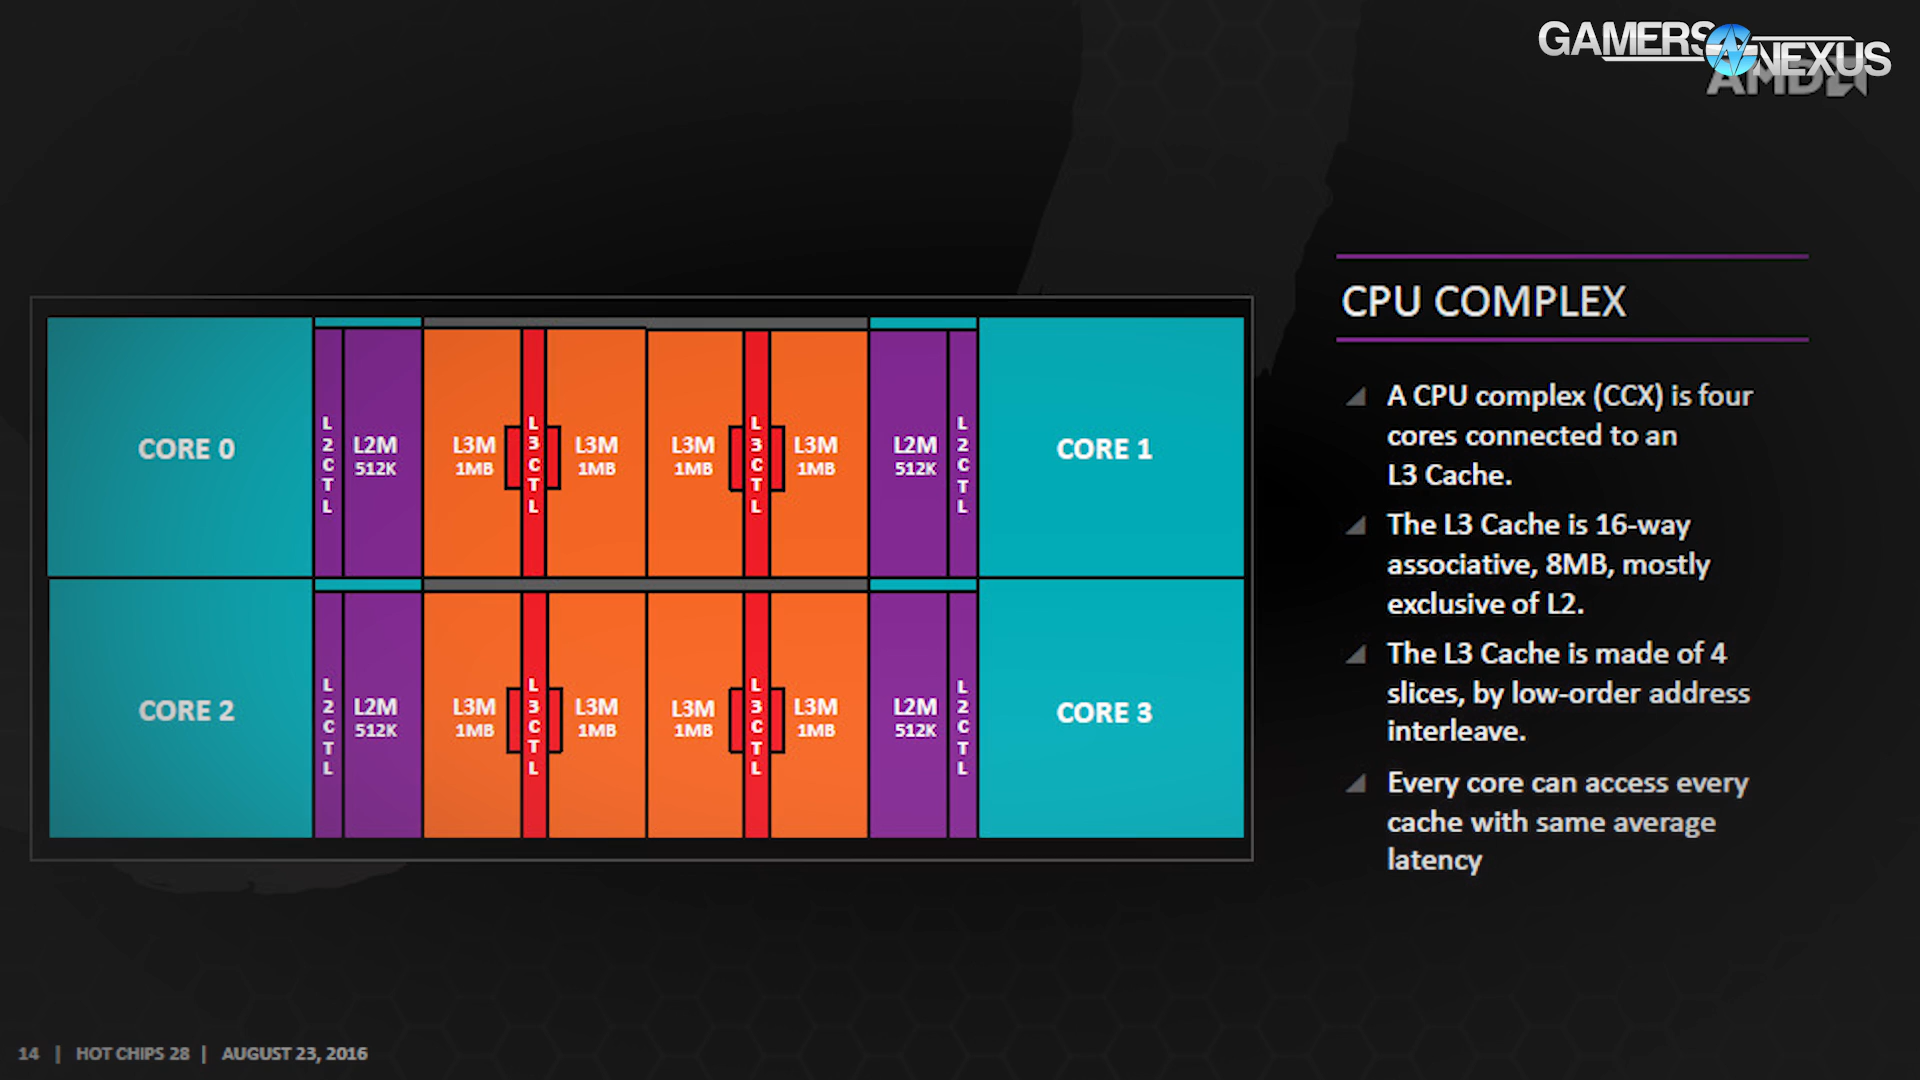 GAMERS NEXUS
AMD
CPU COMPLEX
A CPU complex (CCX) is four
cores connected to an
L3 Cache.
The L3 Cache is 16-way
associative, 8MB, mostly
exclusive of L2.
The L3 Cache is made of 4
slices, by low-order address
interleave.
Every core can access every
cache with same average
latency
CORE 0
L2CTL
L2M
512K
L3M
1MB
L3CTL
L3M
1MB
L3M
1MB
L3CTL
L3M
1MB
L2M
512K
L2CTL
CORE 1
CORE 2
L2CTL
L2M
512K
L3M
1MB
L3CTL
L3M
1MB
L3M
1MB
L3CTL
L3M
1MB
L2M
512K
L2CTL
CORE 3
14 | HOT CHIPS 28 | AUGUST 23, 2016